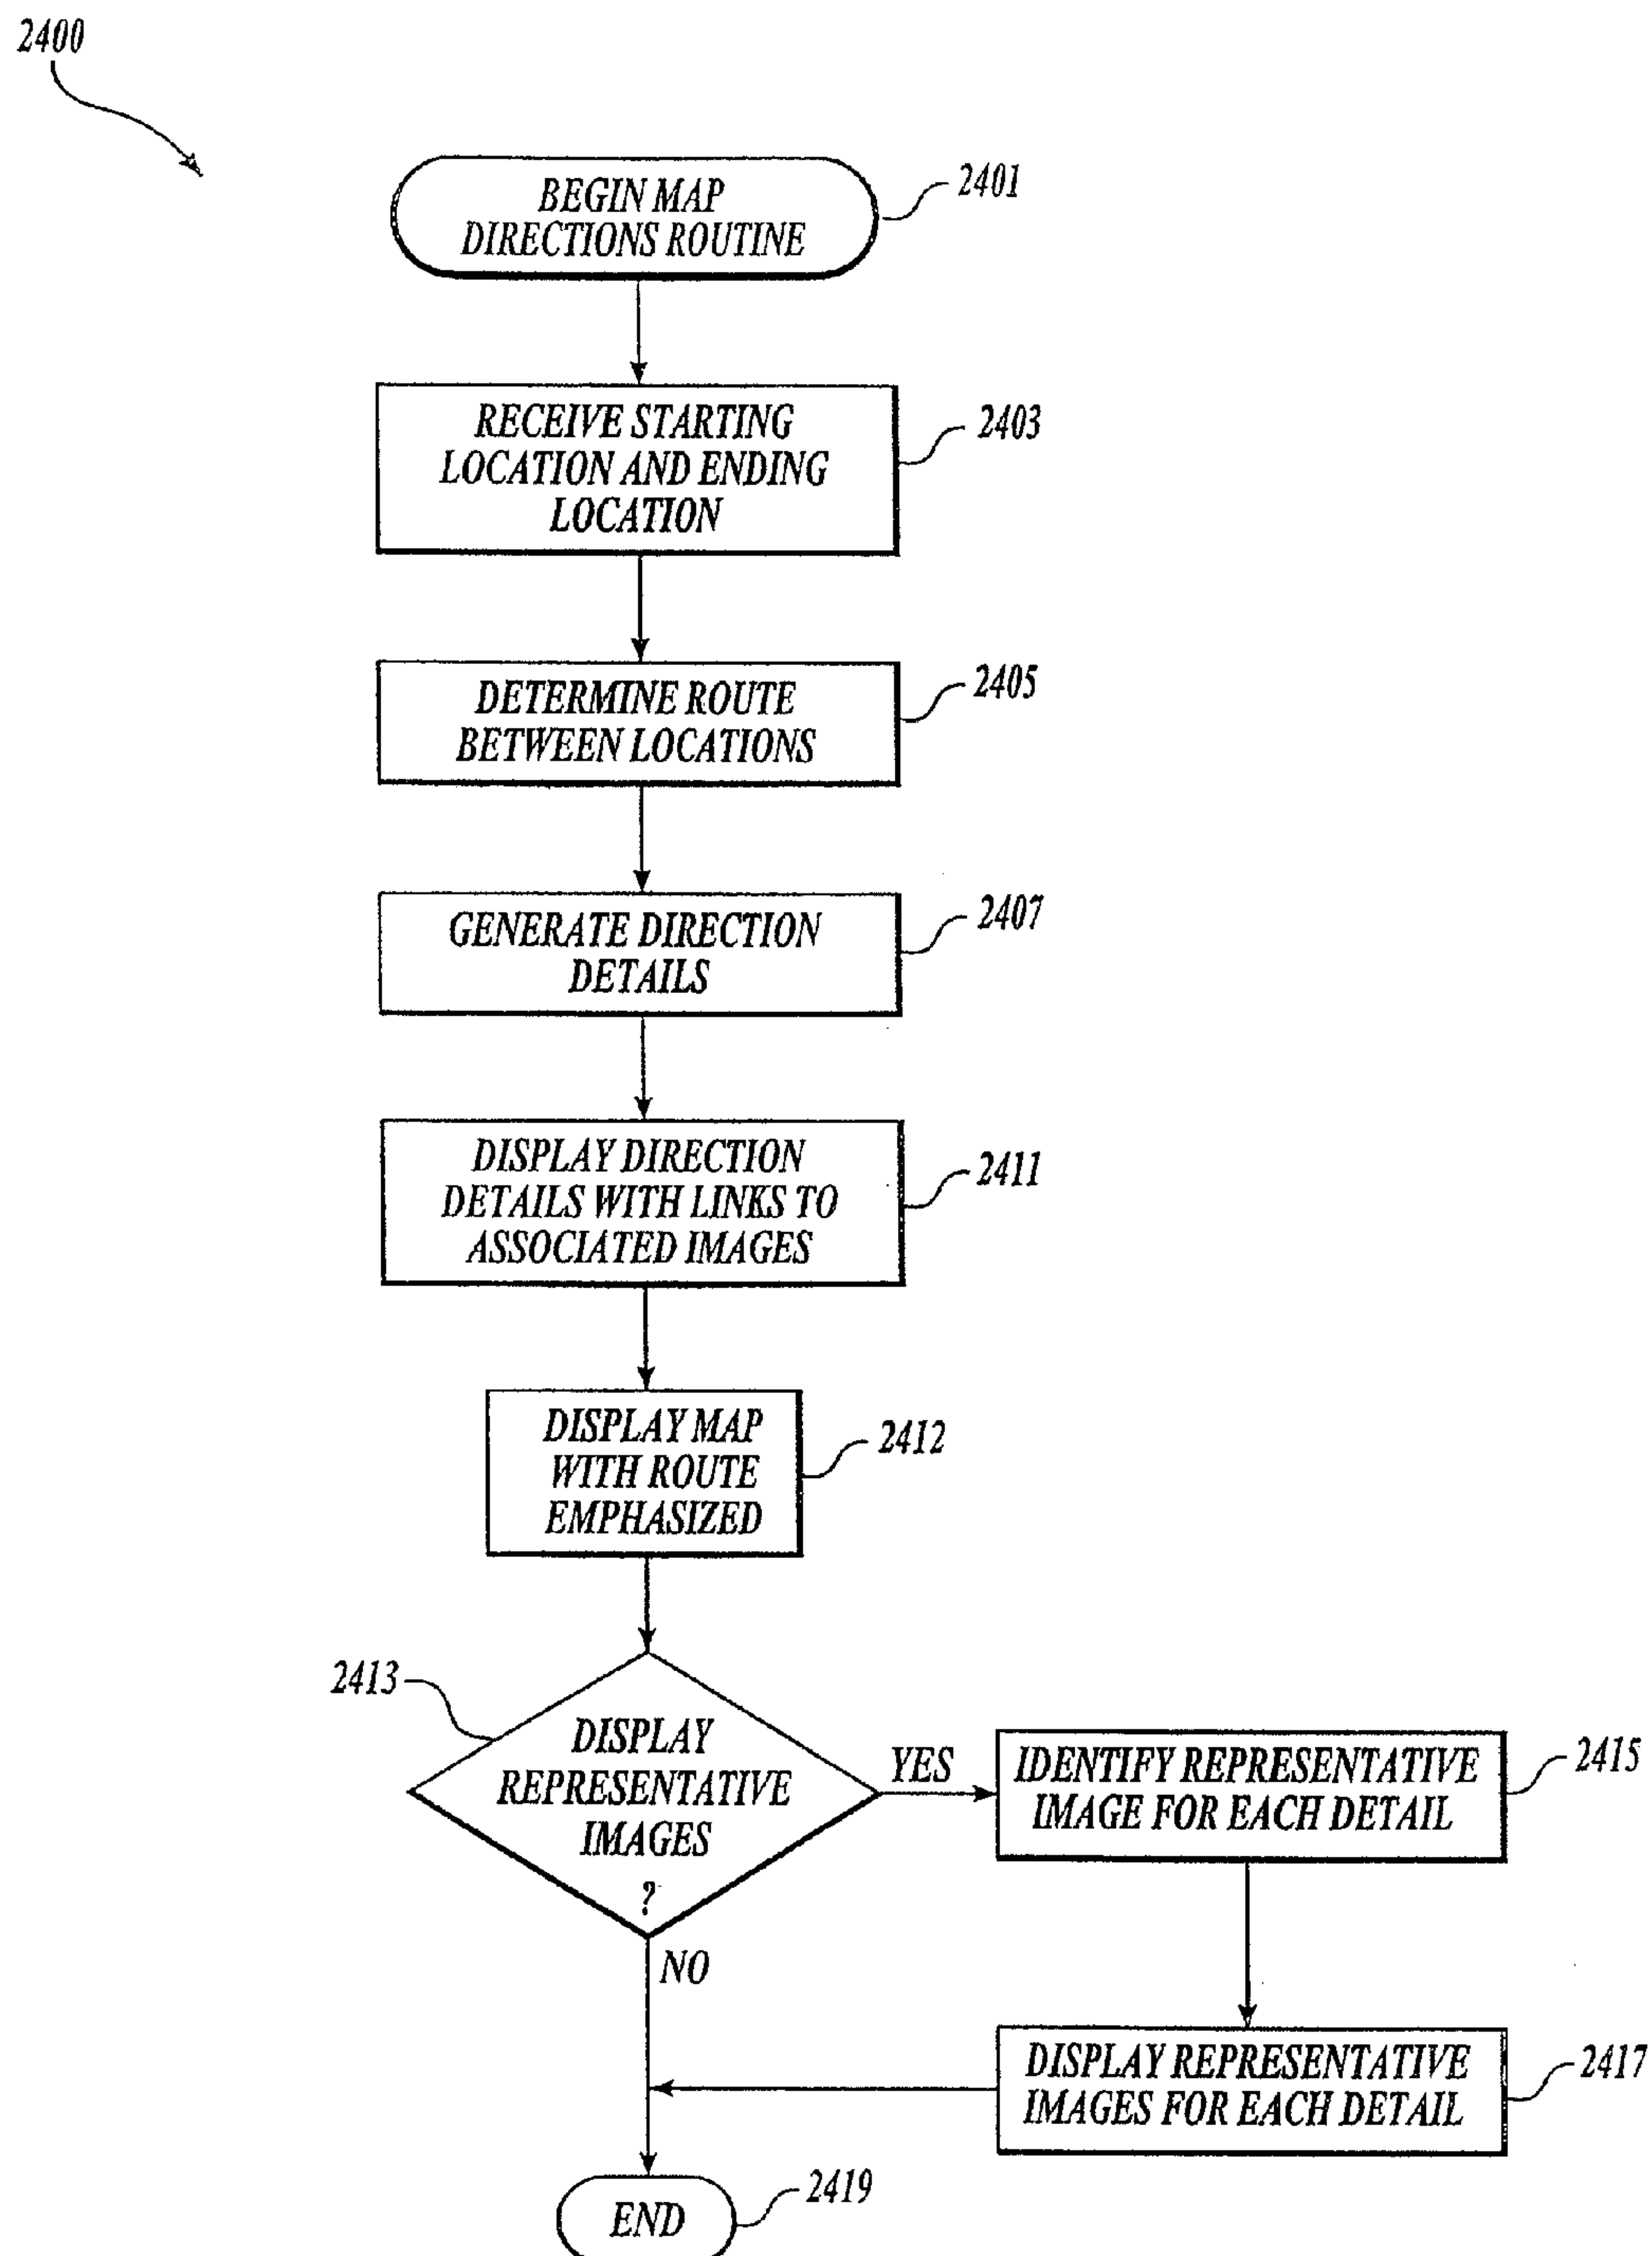 2400
BEGIN MAP
DIRECTIONS ROUTINE
2401
RECEIVE STARTING
LOCATION AND ENDING
LOCATION
2403
DETERMINE ROUTE
BETWEEN LOCATIONS
2405
GENERATE DIRECTION
DETAILS
2407
DISPLAY DIRECTION
DETAILS WITH LINKS TO
ASSOCIATED IMAGES
2411
DISPLAY MAP
WITH ROUTE
EMPHASIZED
2412
2413
DISPLAY
REPRESENTATIVE
IMAGES
?
YES
IDENTIFY REPRESENTATIVE
IMAGE FOR EACH DETAIL
2415
NO
DISPLAY REPRESENTATIVE
IMAGES FOR EACH DETAIL
2417
END
2419